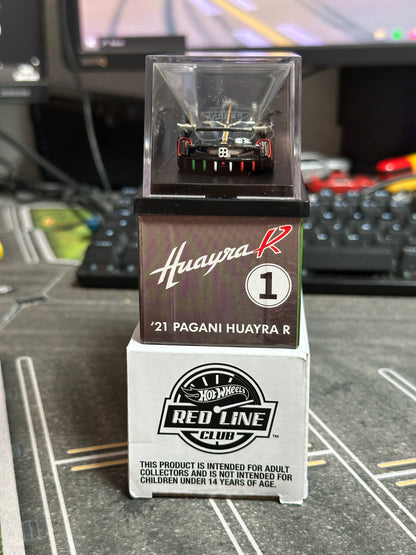 Huayra R
1
'21 PAGANI HUAYRA R
Hot Wheels
RED LINE
CLUB
™
THIS PRODUCT IS INTENDED FOR ADULT
COLLECTORS AND IS NOT INTENDED FOR
CHILDREN UNDER 14 YEARS OF AGE.